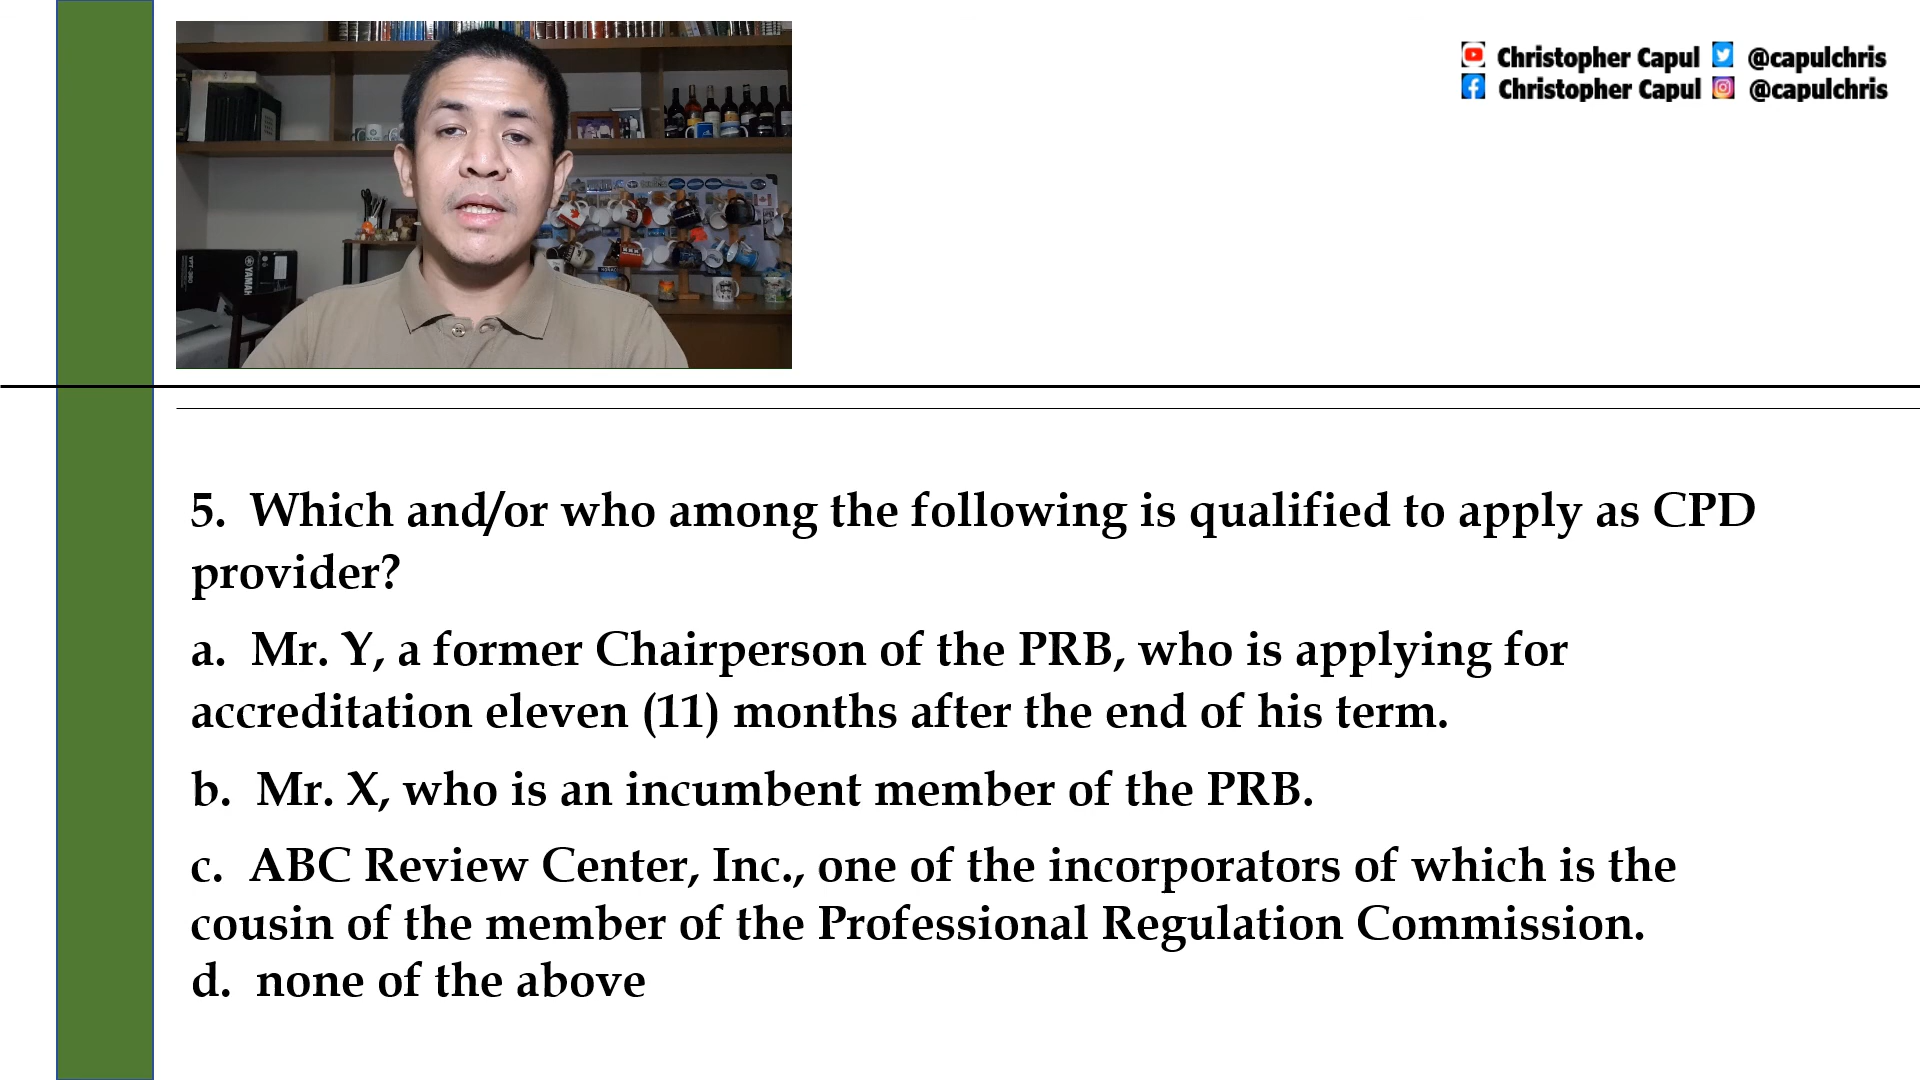 Christopher Capul @capulchris
Christopher Capul @capulchris
YAMAH
5. Which and/or who among the following is qualified to apply as CPD
provider?
a. Mr. Y, a former Chairperson of the PRB, who is applying for
accreditation eleven (11) months after the end of his term.
b. Mr. X, who is an incumbent member of the PRB.
c. ABC Review Center, Inc., one of the incorporators of which is the
cousin of the member of the Professional Regulation Commission.
d. none of the above